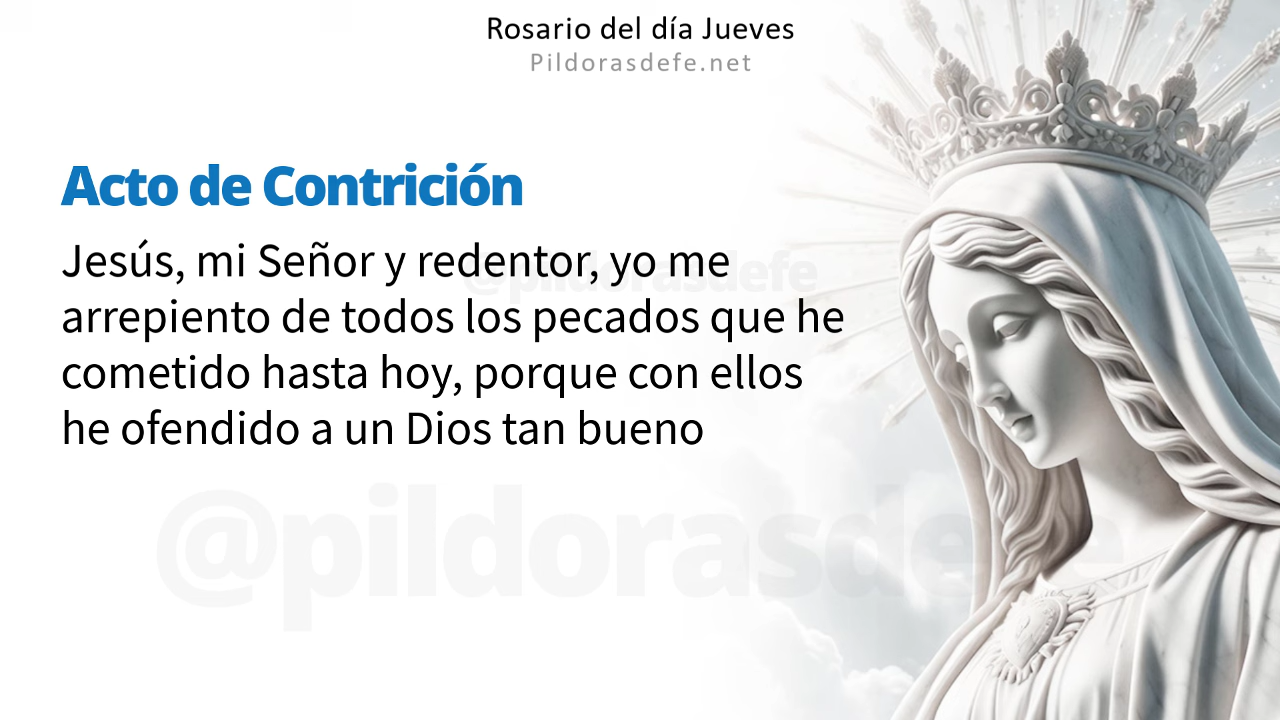 Rosario del día Jueves
Pildorasdefe.net
Acto de Contrición
Jesús, mi Señor y redentor, yo me
@pildorasdefe
arrepiento de todos los pecados que he
cometido hasta hoy, porque con ellos
he ofendido a un Dios tan bueno
@pildorasdefe